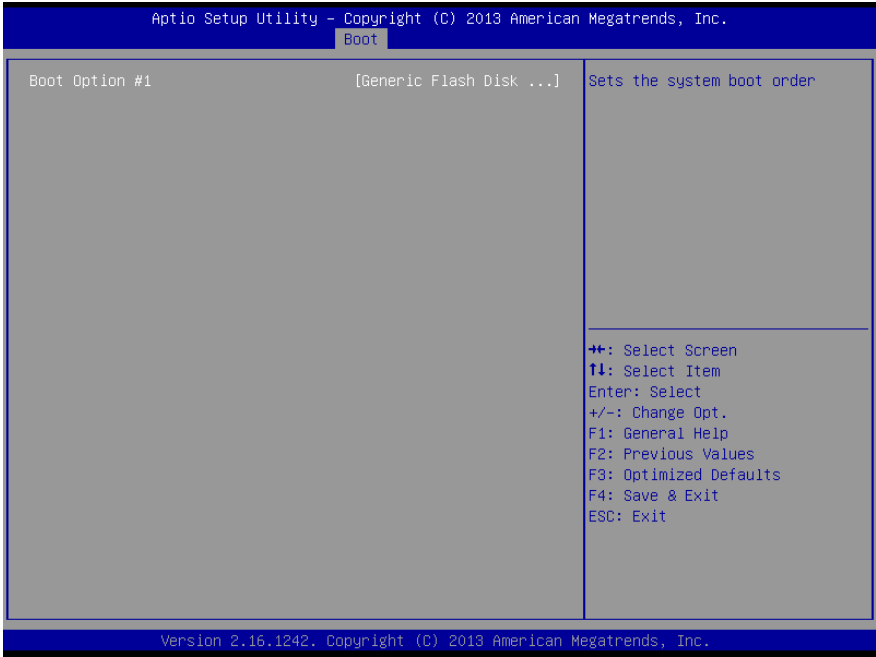 Aptio Setup Utility – Copyright (C) 2013 American Megatrends, Inc.
Boot
Boot Option #1 [Generic Flash Disk ...]
Sets the system boot order
→←: Select Screen
↑↓: Select Item
Enter: Select
+/-: Change Opt.
F1: General Help
F2: Previous Values
F3: Optimized Defaults
F4: Save & Exit
ESC: Exit
Version 2.16.1242. Copyright (C) 2013 American Megatrends, Inc.